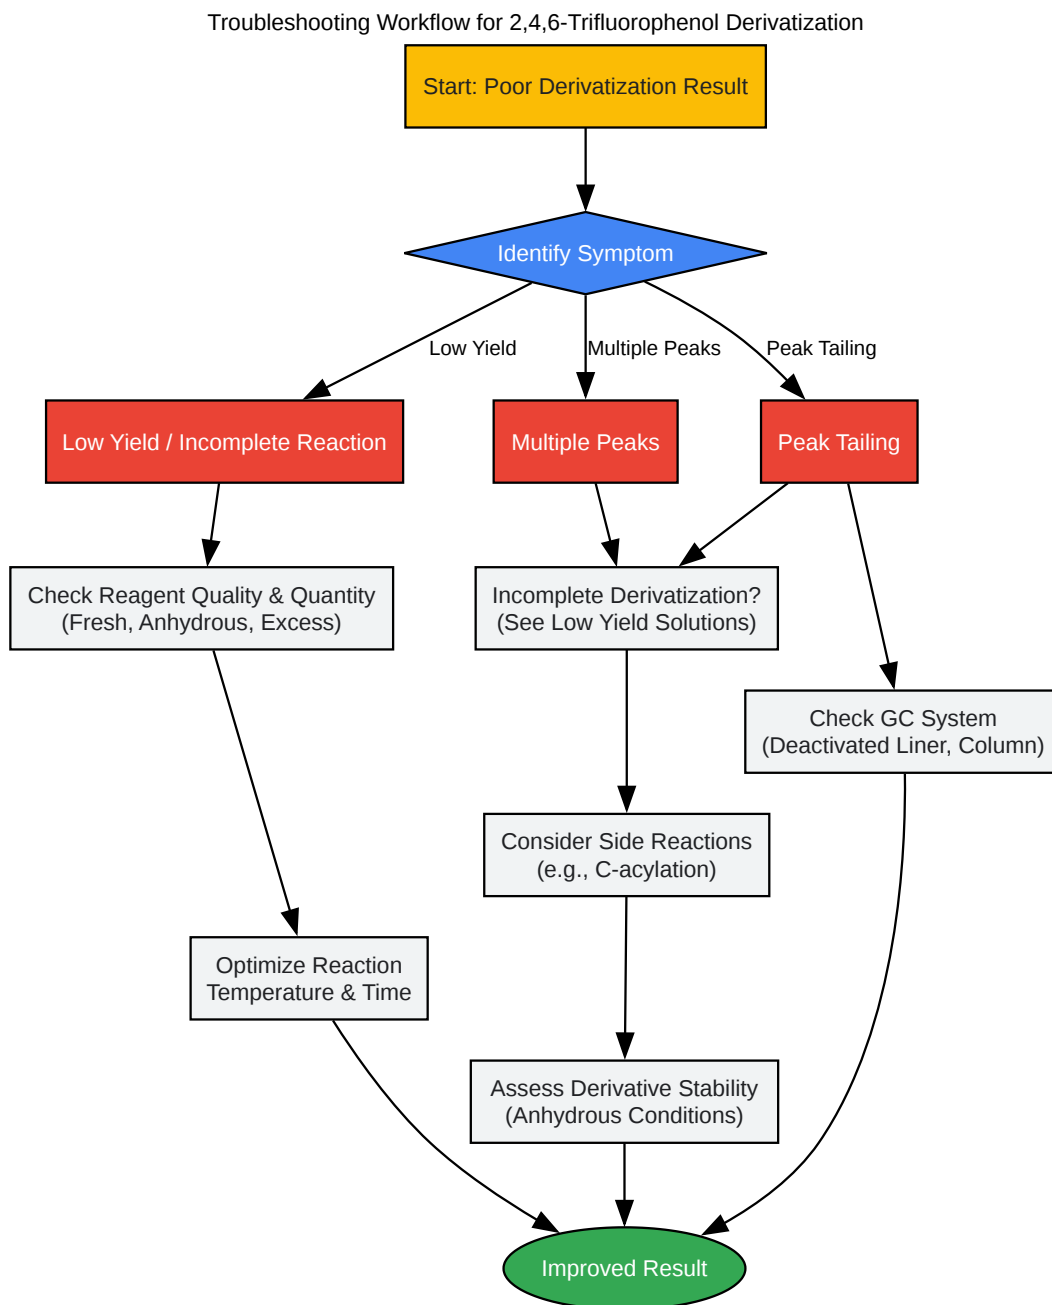 Troubleshooting Workflow for 2,4,6-Trifluorophenol Derivatization
Start: Poor Derivatization Result
Identify Symptom
Low Yield
Multiple Peaks
Peak Tailing
Low Yield / Incomplete Reaction
Multiple Peaks
Peak Tailing
Check Reagent Quality & Quantity
(Fresh, Anhydrous, Excess)
Incomplete Derivatization?
(See Low Yield Solutions)
Check GC System
(Deactivated Liner, Column)
Consider Side Reactions
(e.g., C-acylation)
Optimize Reaction
Temperature & Time
Assess Derivative Stability
(Anhydrous Conditions)
Improved Result